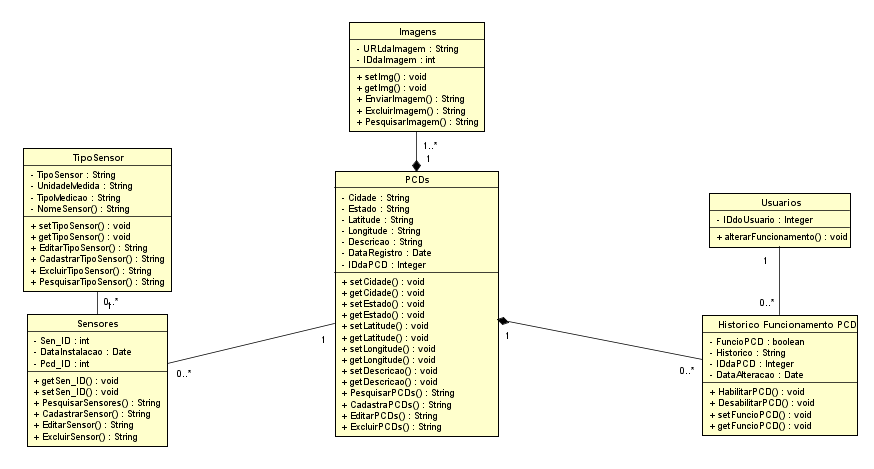 Imagens
- URLdaImagem : String
- IDdaImagem : int
+ setImg() : void
+ getImg() : void
+ EnviarImagem() : String
+ ExcluirImagem() : String
+ PesquisarImagem() : String
1..*
1
TipoSensor
- TipoSensor : String
- UnidadeMedida : String
- TipoMedicao : String
- NomeSensor() : String
+ setTipoSensor() : void
+ getTipoSensor() : void
+ EditarTipoSensor() : String
+ CadastrarTipoSensor() : String
+ ExcluirTipoSensor() : String
+ PesquisarTipoSensor() : String
0..*
1
Sensores
- Sen_ID : int
- DataInstalacao : Date
- Pcd_ID : int
+ getSen_ID() : void
+ setSen_ID() : void
+ PesquisarSensores() : String
+ CadastrarSensor() : String
+ EditarSensor() : String
+ ExcluirSensor() : String
0..*
1
PCDs
- Cidade : String
- Estado : String
- Latitude : String
- Longitude : String
- Descricao : String
- DataRegistro : Date
- IDdaPCD : Integer
+ setCidade() : void
+ getCidade() : void
+ setEstado() : void
+ getEstado() : void
+ setLatitude() : void
+ getLatitude() : void
+ setLongitude() : void
+ getLongitude() : void
+ setDescricao() : void
+ getDescricao() : void
+ PesquisarPCDs() : String
+ CadastraPCDs() : String
+ EditarPCDs() : String
+ ExcluirPCDs() : String
1
0..*
Usuarios
- IDdoUsuario : Integer
+ alterarFuncionamento() : void
1
0..*
Historico Funcionamento PCD
- FuncioPCD : boolean
- Historico : String
- IDdaPCD : Integer
- DataAlteracao : Date
+ HabilitarPCD() : void
+ DesabilitarPCD() : void
+ setFuncioPCD() : void
+ getFuncioPCD() : void